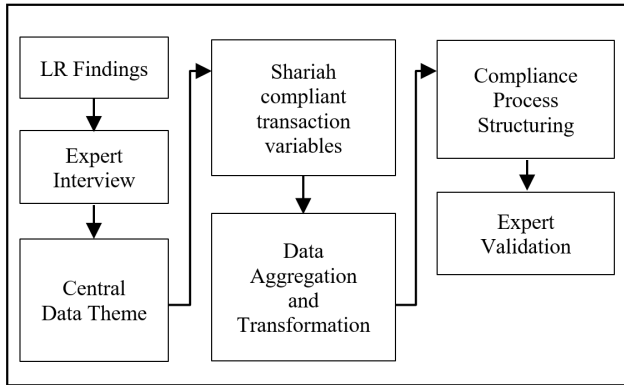 LR Findings
Expert
Interview
Central
Data Theme
Shariah
compliant
transaction
variables
Data
Aggregation
and
Transformation
Compliance
Process
Structuring
Expert
Validation